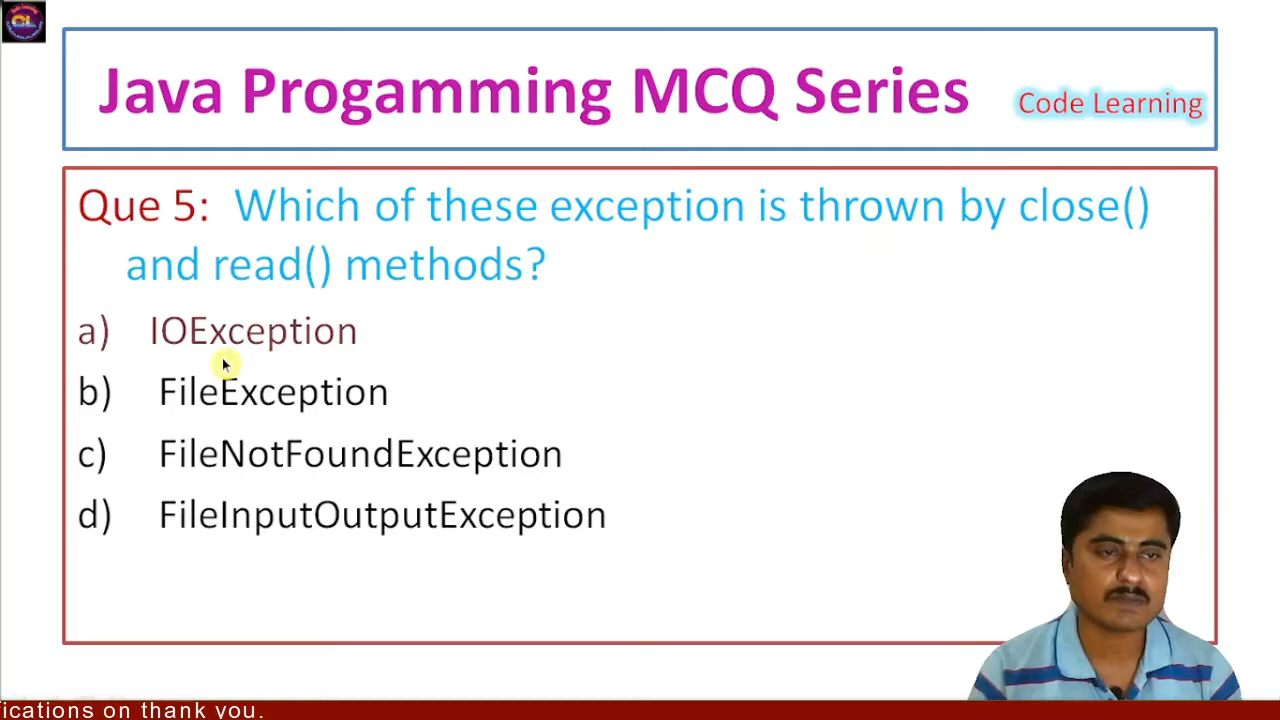 Java Progamming MCQ Series
Code Learning
Que 5: Which of these exception is thrown by close()
and read() methods?
a) IOException
b) FileException
c) FileNotFoundException
d) FileInputOutputException
fications on thank you.